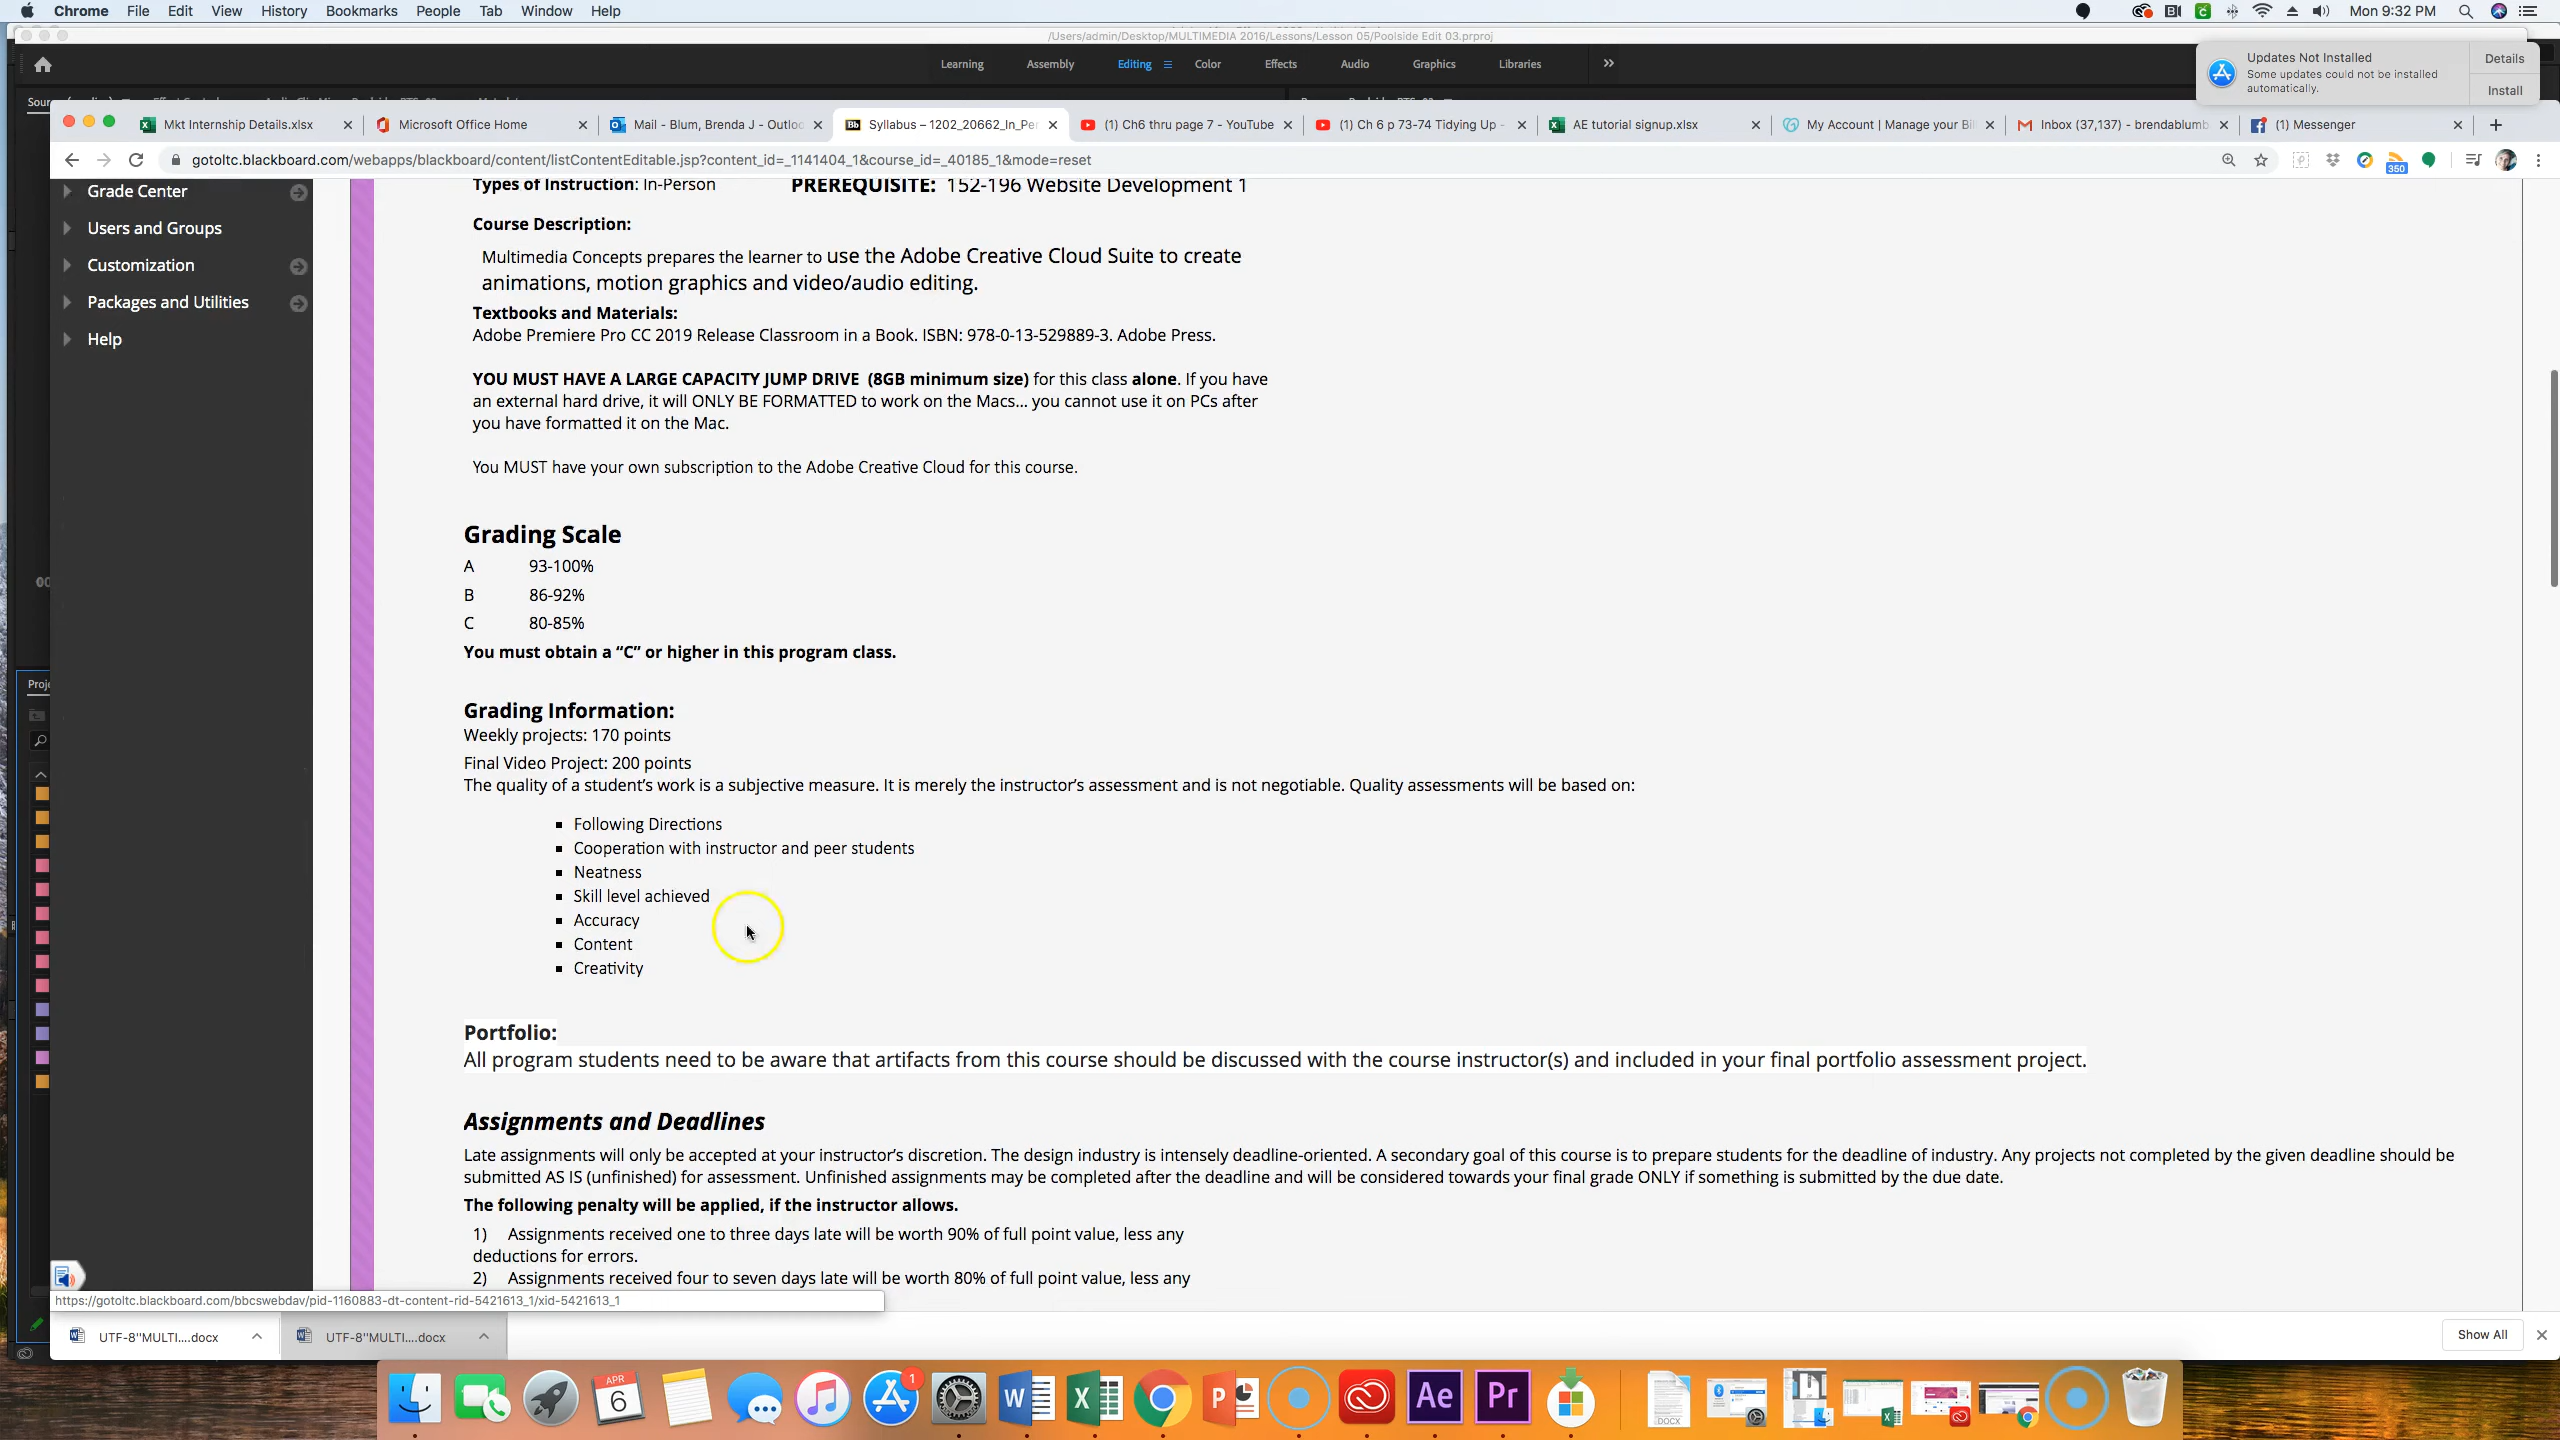 Chrome File Edit View History Bookmarks People Tab Window Help Mon 9:32 PM
/Users/admin/Desktop/MULTIMEDIA 2016/Lessons/Lesson 05/Poolside Edit 03.prproj
Learning Assembly Editing Color Effects Audio Graphics Libraries
Updates Not Installed
Some updates could not be installed automatically.
Details
Install
Mkt Internship Details.xlsx
Microsoft Office Home
Mail - Blum, Brenda J - Outloo
Syllabus – 1202_20662_In_Per
(1) Ch6 thru page 7 - YouTube
(1) Ch 6 p 73-74 Tidying Up -
AE tutorial signup.xlsx
My Account | Manage your Bil
Inbox (37,137) - brendablumb
(1) Messenger
gotoltc.blackboard.com/webapps/blackboard/content/listContentEditable.jsp?content_id=_1141404_1&course_id=_40185_1&mode=reset
350
Grade Center
Users and Groups
Customization
Packages and Utilities
Help
Types of Instruction: In-Person PREREQUISITE: 152-196 Website Development 1
Course Description:
Multimedia Concepts prepares the learner to use the Adobe Creative Cloud Suite to create
animations, motion graphics and video/audio editing.
Textbooks and Materials:
Adobe Premiere Pro CC 2019 Release Classroom in a Book. ISBN: 978-0-13-529889-3. Adobe Press.
YOU MUST HAVE A LARGE CAPACITY JUMP DRIVE (8GB minimum size) for this class alone. If you have
an external hard drive, it will ONLY BE FORMATTED to work on the Macs... you cannot use it on PCs after
you have formatted it on the Mac.
You MUST have your own subscription to the Adobe Creative Cloud for this course.
Grading Scale
A 93-100%
B 86-92%
C 80-85%
You must obtain a “C” or higher in this program class.
Grading Information:
Weekly projects: 170 points
Final Video Project: 200 points
The quality of a student’s work is a subjective measure. It is merely the instructor’s assessment and is not negotiable. Quality assessments will be based on:
Following Directions
Cooperation with instructor and peer students
Neatness
Skill level achieved
Accuracy
Content
Creativity
Portfolio:
All program students need to be aware that artifacts from this course should be discussed with the course instructor(s) and included in your final portfolio assessment project.
Assignments and Deadlines
Late assignments will only be accepted at your instructor’s discretion. The design industry is intensely deadline-oriented. A secondary goal of this course is to prepare students for the deadline of industry. Any projects not completed by the given deadline should be
submitted AS IS (unfinished) for assessment. Unfinished assignments may be completed after the deadline and will be considered towards your final grade ONLY if something is submitted by the due date.
The following penalty will be applied, if the instructor allows.
1) Assignments received one to three days late will be worth 90% of full point value, less any
deductions for errors.
2) Assignments received four to seven days late will be worth 80% of full point value, less any
https://gotoltc.blackboard.com/bbcswebdav/pid-1160883-dt-content-rid-5421613_1/xid-5421613_1
UTF-8''MULTI....docx
UTF-8''MULTI....docx
Show All
APR
6
1
W
X
P
Ae
Pr
DOCX